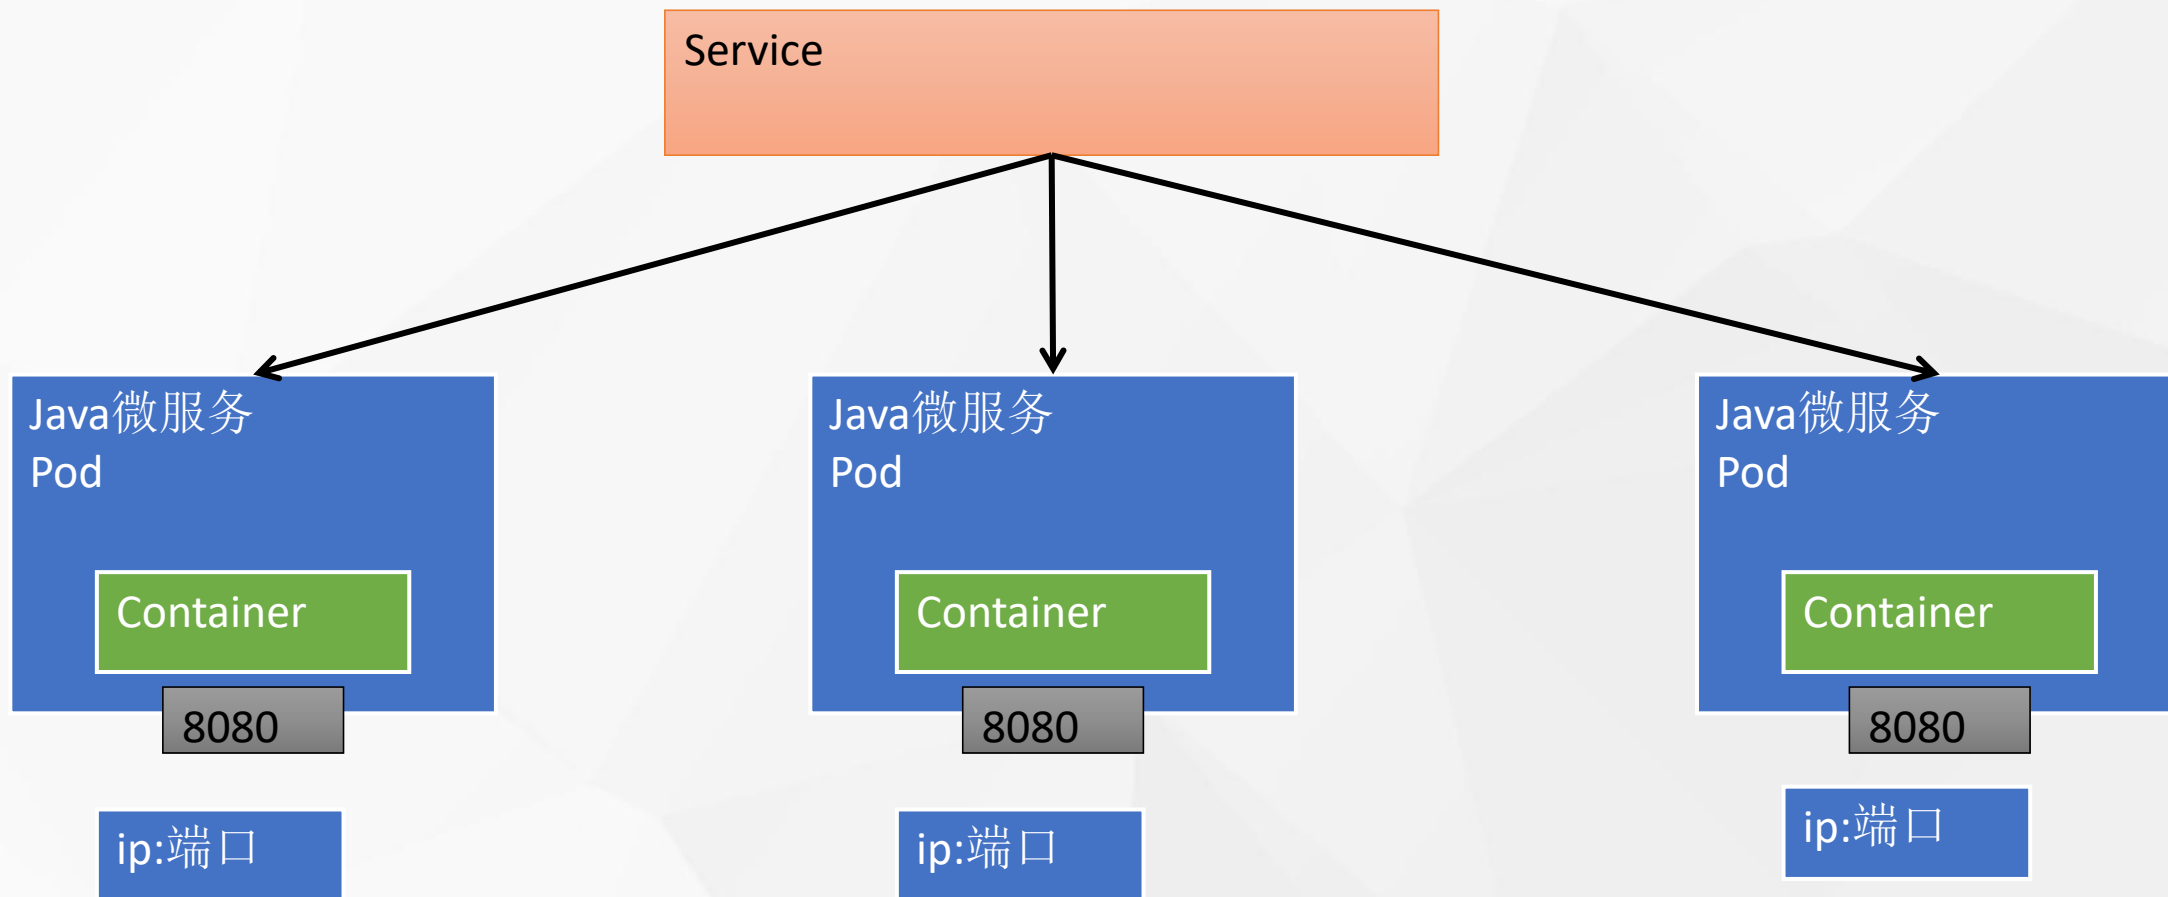 Service
Java微服务
Pod
Container
8080
ip:端口
Java微服务
Pod
Container
8080
ip:端口
Java微服务
Pod
Container
8080
ip:端口